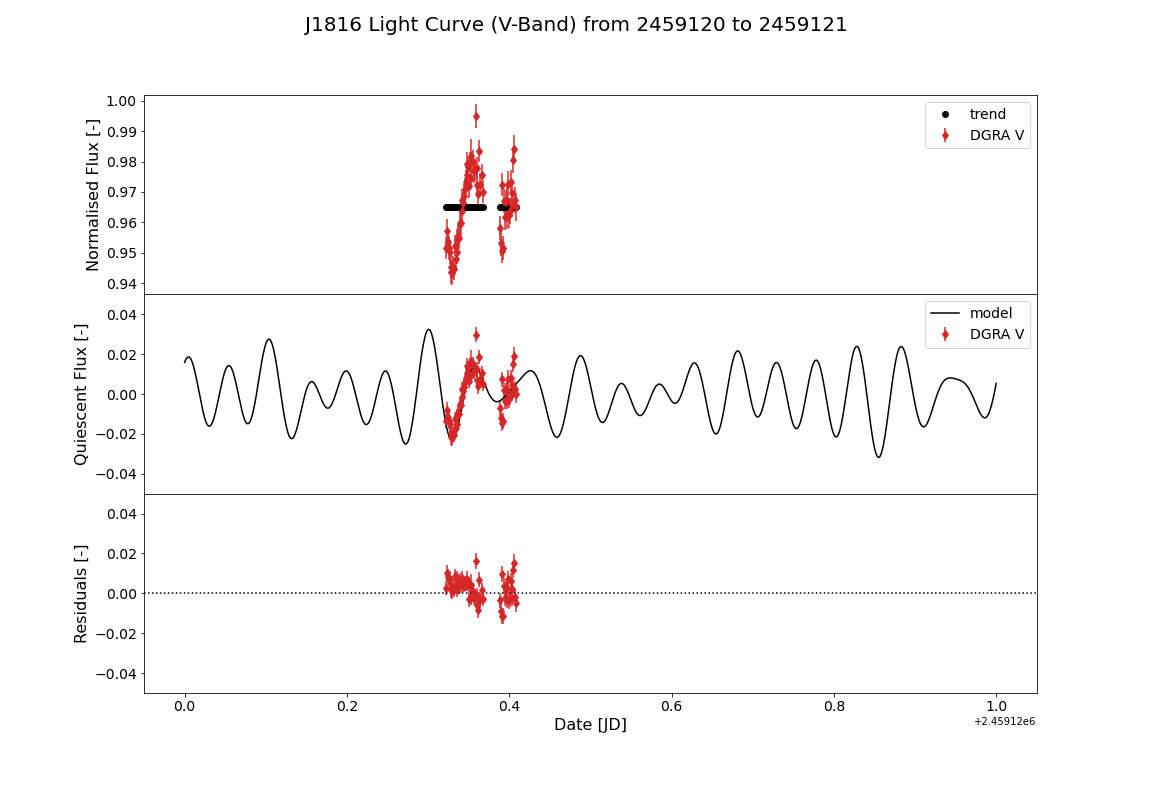 J1816 Light Curve (V-Band) from 2459120 to 2459121
Normalised Flux [-]
1.00
0.99
0.98
0.97
0.96
0.95
0.94
trend
DGRA V
Quiescent Flux [-]
0.04
0.02
0.00
−0.02
−0.04
model
DGRA V
Residuals [-]
0.04
0.02
0.00
−0.02
−0.04
0.0 0.2 0.4 0.6 0.8 1.0
+2.45912e6
Date [JD]